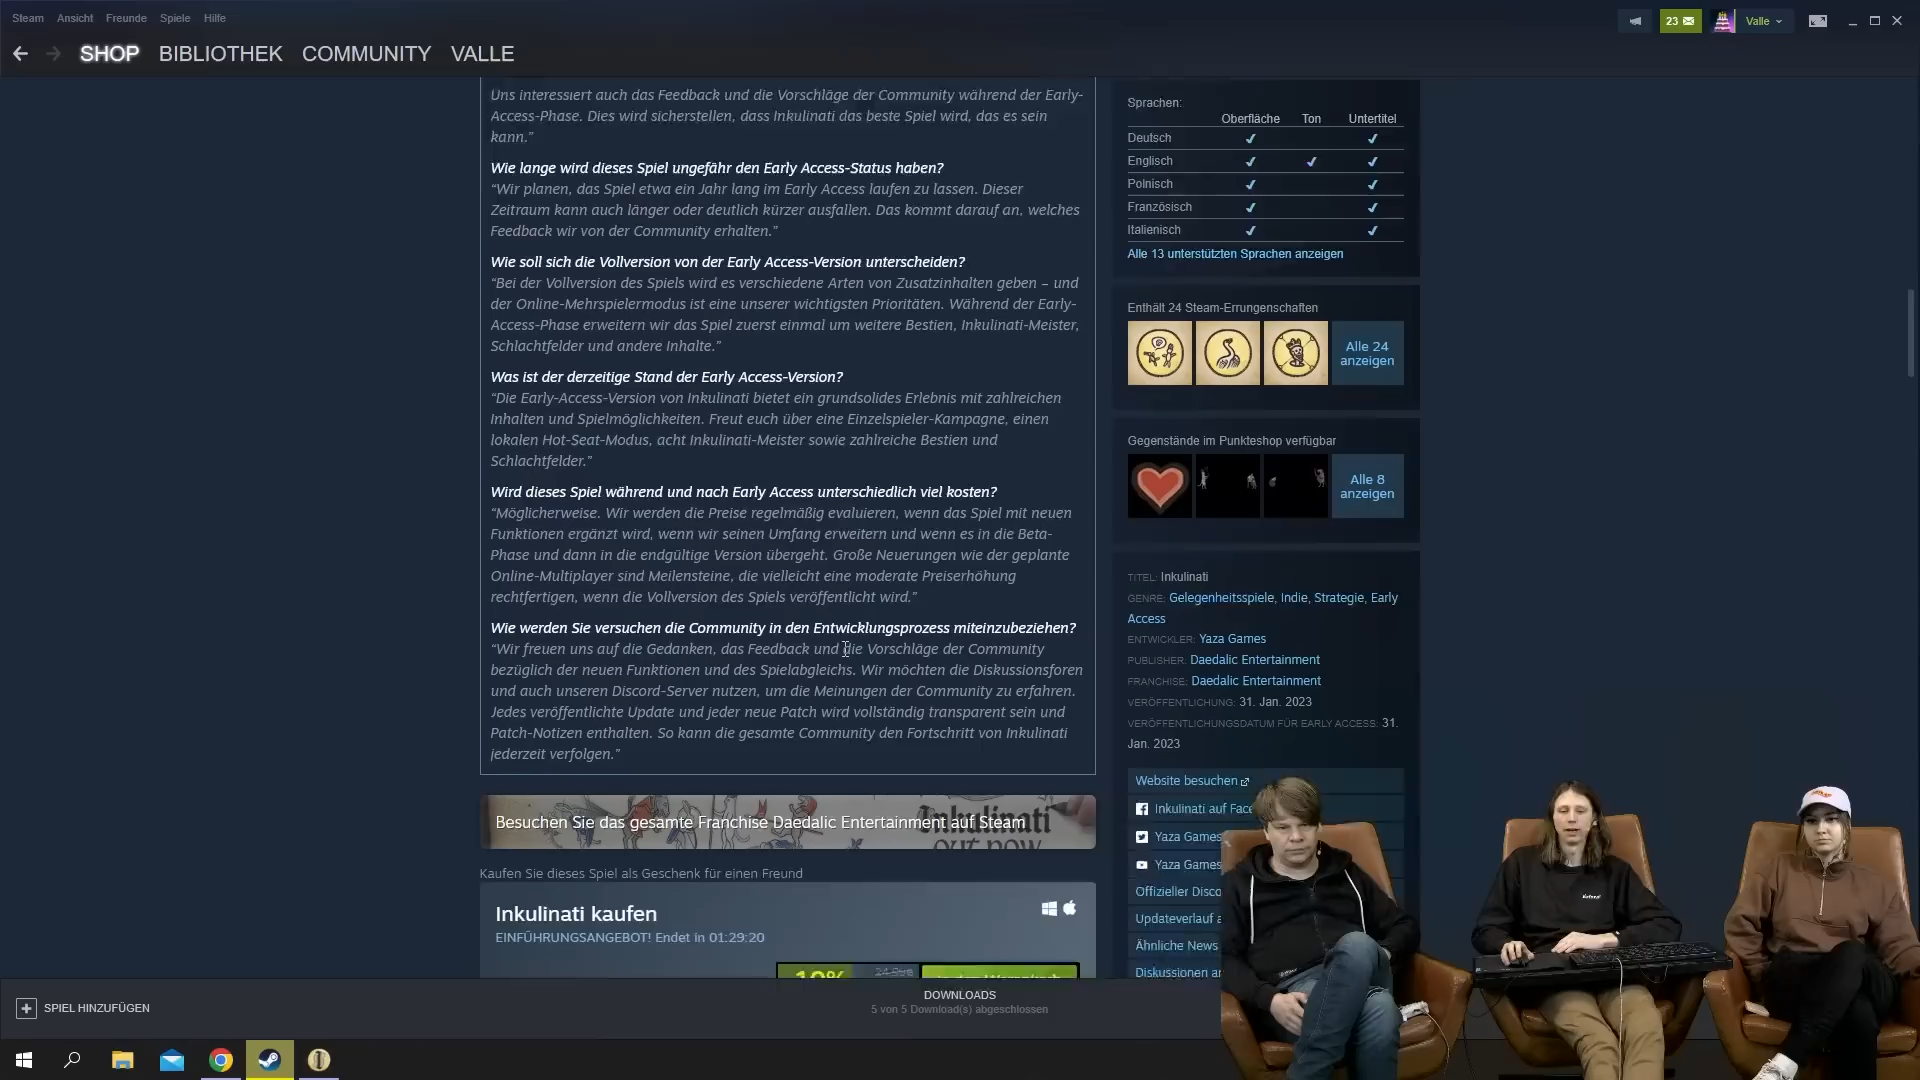 Steam Ansicht Freunde Spiele Hilfe
23
Valle
SHOP BIBLIOTHEK COMMUNITY VALLE
Uns interessiert auch das Feedback und die Vorschläge der Community während der Early-
Access-Phase. Dies wird sicherstellen, dass Inkulinati das beste Spiel wird, das es sein
kann.”
Wie lange wird dieses Spiel ungefähr den Early Access-Status haben?
“Wir planen, das Spiel etwa ein Jahr lang im Early Access laufen zu lassen. Dieser
Zeitraum kann auch länger oder deutlich kürzer ausfallen. Das kommt darauf an, welches
Feedback wir von der Community erhalten.”
Wie soll sich die Vollversion von der Early Access-Version unterscheiden?
“Bei der Vollversion des Spiels wird es verschiedene Arten von Zusatzinhalten geben – und
der Online-Mehrspielermodus ist eine unserer wichtigsten Prioritäten. Während der Early-
Access-Phase erweitern wir das Spiel zuerst einmal um weitere Bestien, Inkulinati-Meister,
Schlachtfelder und andere Inhalte.”
Was ist der derzeitige Stand der Early Access-Version?
“Die Early-Access-Version von Inkulinati bietet ein grundsolides Erlebnis mit zahlreichen
Inhalten und Spielmöglichkeiten. Freut euch über eine Einzelspieler-Kampagne, einen
lokalen Hot-Seat-Modus, acht Inkulinati-Meister sowie zahlreiche Bestien und
Schlachtfelder.”
Wird dieses Spiel während und nach Early Access unterschiedlich viel kosten?
“Möglicherweise. Wir werden die Preise regelmäßig evaluieren, wenn das Spiel mit neuen
Funktionen ergänzt wird, wenn wir seinen Umfang erweitern und wenn es in die Beta-
Phase und dann in die endgültige Version übergeht. Große Neuerungen wie der geplante
Online-Multiplayer sind Meilensteine, die vielleicht eine moderate Preiserhöhung
rechtfertigen, wenn die Vollversion des Spiels veröffentlicht wird.”
Wie werden Sie versuchen die Community in den Entwicklungsprozess miteinzubeziehen?
“Wir freuen uns auf die Gedanken, das Feedback und die Vorschläge der Community
bezüglich der neuen Funktionen und des Spielabgleichs. Wir möchten die Diskussionsforen
und auch unseren Discord-Server nutzen, um die Meinungen der Community zu erfahren.
Jedes veröffentlichte Update und jeder neue Patch wird vollständig transparent sein und
Patch-Notizen enthalten. So kann die gesamte Community den Fortschritt von Inkulinati
jederzeit verfolgen.”
Besuchen Sie das gesamte Franchise Daedalic Entertainment auf Steam
Inkulinati
out now
Kaufen Sie dieses Spiel als Geschenk für einen Freund
Inkulinati kaufen
EINFÜHRUNGSANGEBOT! Endet in 01:29:20
Sprachen:
Oberfläche Ton Untertitel
Deutsch ✔ ✔
Englisch ✔ ✔ ✔
Polnisch ✔ ✔
Französisch ✔ ✔
Italienisch ✔ ✔
Alle 13 unterstützten Sprachen anzeigen
Enthält 24 Steam-Errungenschaften
Alle 24
anzeigen
Gegenstände im Punkteshop verfügbar
Alle 8
anzeigen
TITEL: Inkulinati
GENRE: Gelegenheitsspiele, Indie, Strategie, Early
Access
ENTWICKLER: Yaza Games
PUBLISHER: Daedalic Entertainment
FRANCHISE: Daedalic Entertainment
VERÖFFENTLICHUNG: 31. Jan. 2023
VERÖFFENTLICHUNGSDATUM FÜR EARLY ACCESS: 31.
Jan. 2023
Website besuchen
Inkulinati auf Face
Yaza Games
Yaza Games
Offizieller Disco
Updateverlauf a
Ähnliche News
Diskussionen an
SPIEL HINZUFÜGEN
DOWNLOADS
5 von 5 Download(s) abgeschlossen